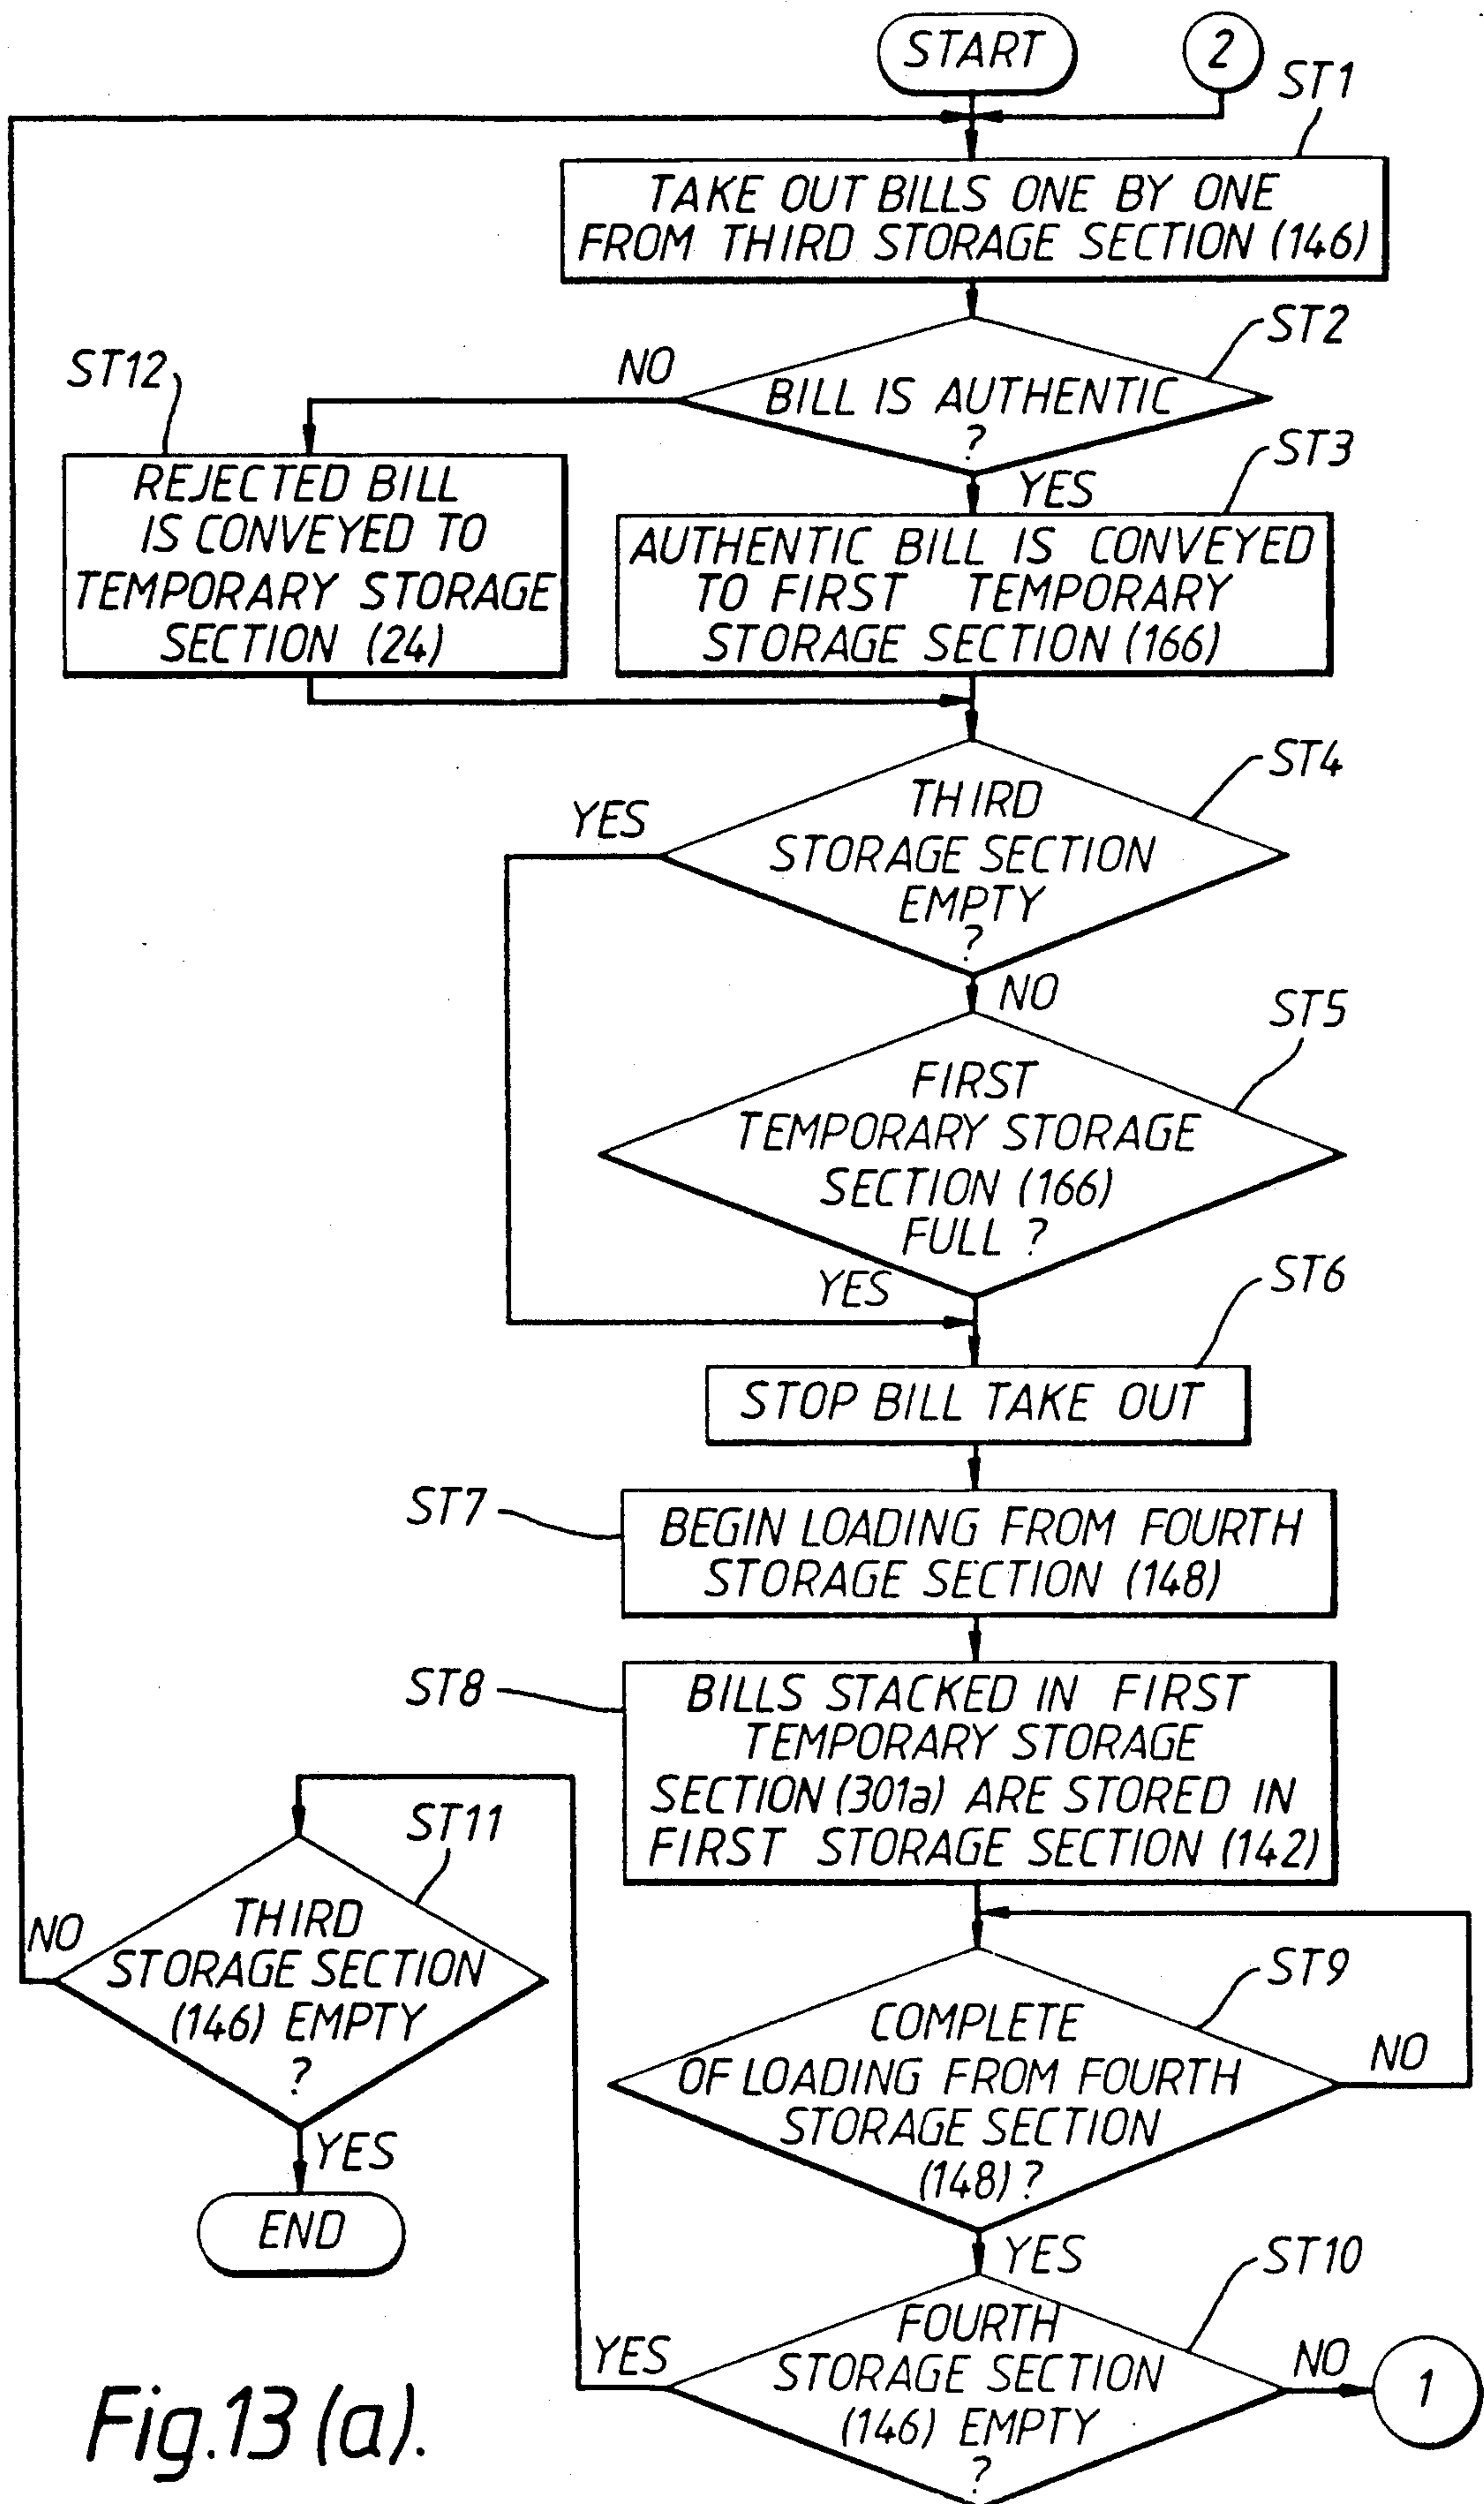 START
2
ST1
TAKE OUT BILLS ONE BY ONE
FROM THIRD STORAGE SECTION (146)
ST2
BILL IS AUTHENTIC
?
NO
ST12
REJECTED BILL
IS CONVEYED TO
TEMPORARY STORAGE
SECTION (24)
YES
ST3
AUTHENTIC BILL IS CONVEYED
TO FIRST TEMPORARY
STORAGE SECTION (166)
ST4
THIRD
STORAGE SECTION
EMPTY
?
YES
NO
ST5
FIRST
TEMPORARY STORAGE
SECTION (166)
FULL ?
YES
ST6
STOP BILL TAKE OUT
ST7
BEGIN LOADING FROM FOURTH
STORAGE SECTION (148)
ST8
BILLS STACKED IN FIRST
TEMPORARY STORAGE
SECTION (301a) ARE STORED IN
FIRST STORAGE SECTION (142)
ST9
COMPLETE
OF LOADING FROM FOURTH
STORAGE SECTION
(148) ?
NO
YES
ST10
FOURTH
STORAGE SECTION
(146) EMPTY
?
NO
1
YES
ST11
THIRD
STORAGE SECTION
(146) EMPTY
?
NO
YES
END
Fig.13 (a).